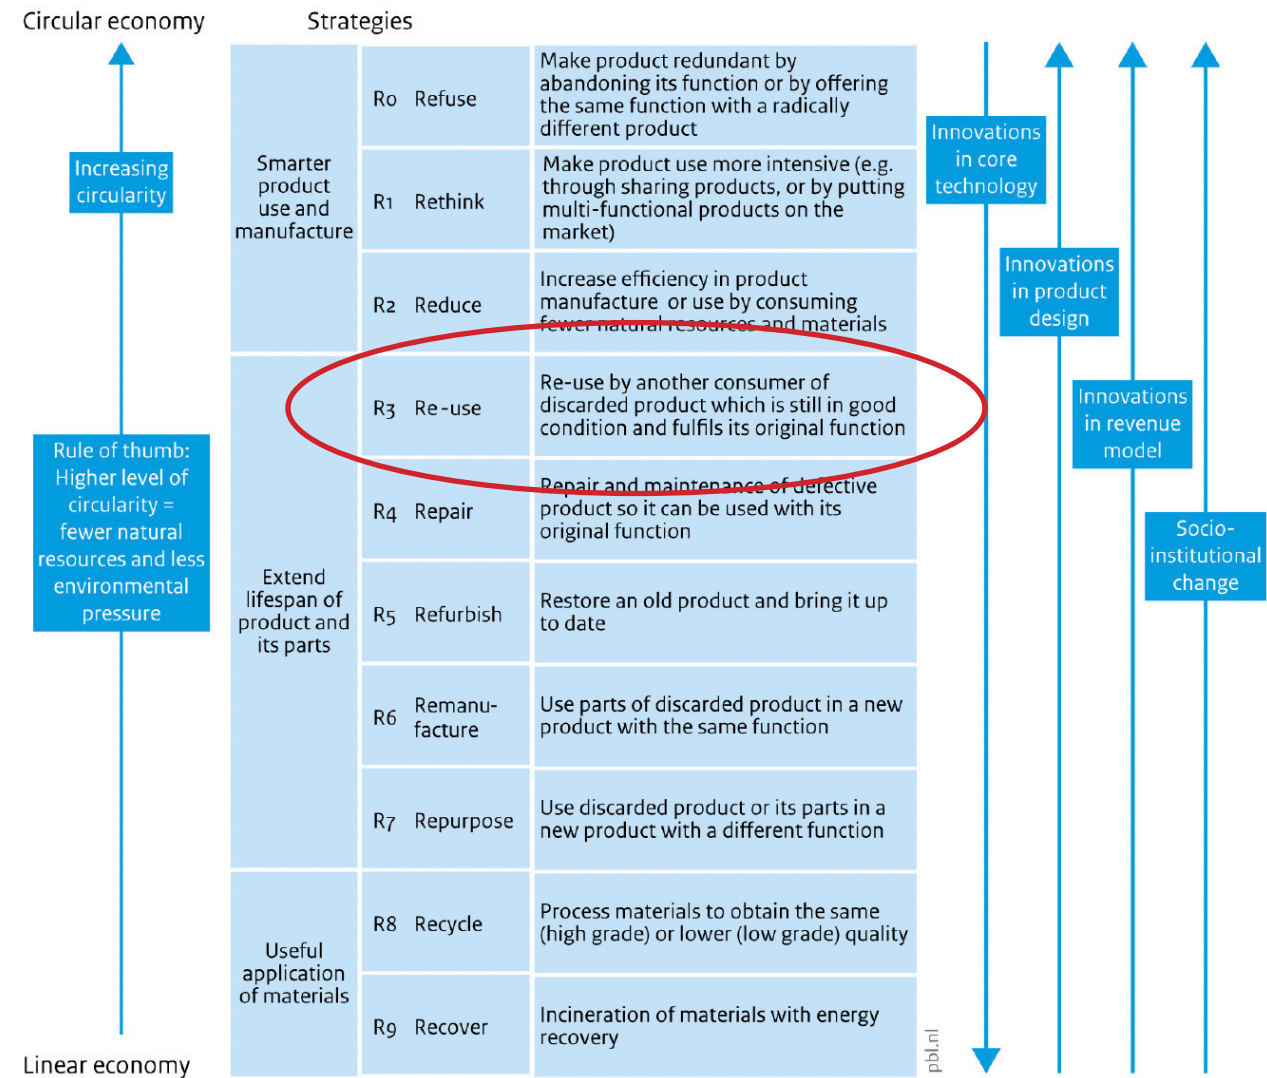 Circular economy
Strategies
Increasing
circularity
Rule of thumb:
Higher level of
circularity =
fewer natural
resources and less
environmental
pressure
Linear economy
Smarter
product
use and
manufacture
R0 Refuse
Make product redundant by
abandoning its function or by offering
the same function with a radically
different product
R1 Rethink
Make product use more intensive (e.g.
through sharing products, or by putting
multi-functional products on the
market)
R2 Reduce
Increase efficiency in product
manufacture or use by consuming
fewer natural resources and materials
Extend
lifespan of
product and
its parts
R3 Re-use
Re-use by another consumer of
discarded product which is still in good
condition and fulfils its original function
R4 Repair
Repair and maintenance of defective
product so it can be used with its
original function
R5 Refurbish
Restore an old product and bring it up
to date
R6 Remanu-
facture
Use parts of discarded product in a new
product with the same function
R7 Repurpose
Use discarded product or its parts in a
new product with a different function
Useful
application
of materials
R8 Recycle
Process materials to obtain the same
(high grade) or lower (low grade) quality
R9 Recover
Incineration of materials with energy
recovery
pbl.nl
Innovations
in core
technology
Innovations
in product
design
Innovations
in revenue
model
Socio-
institutional
change